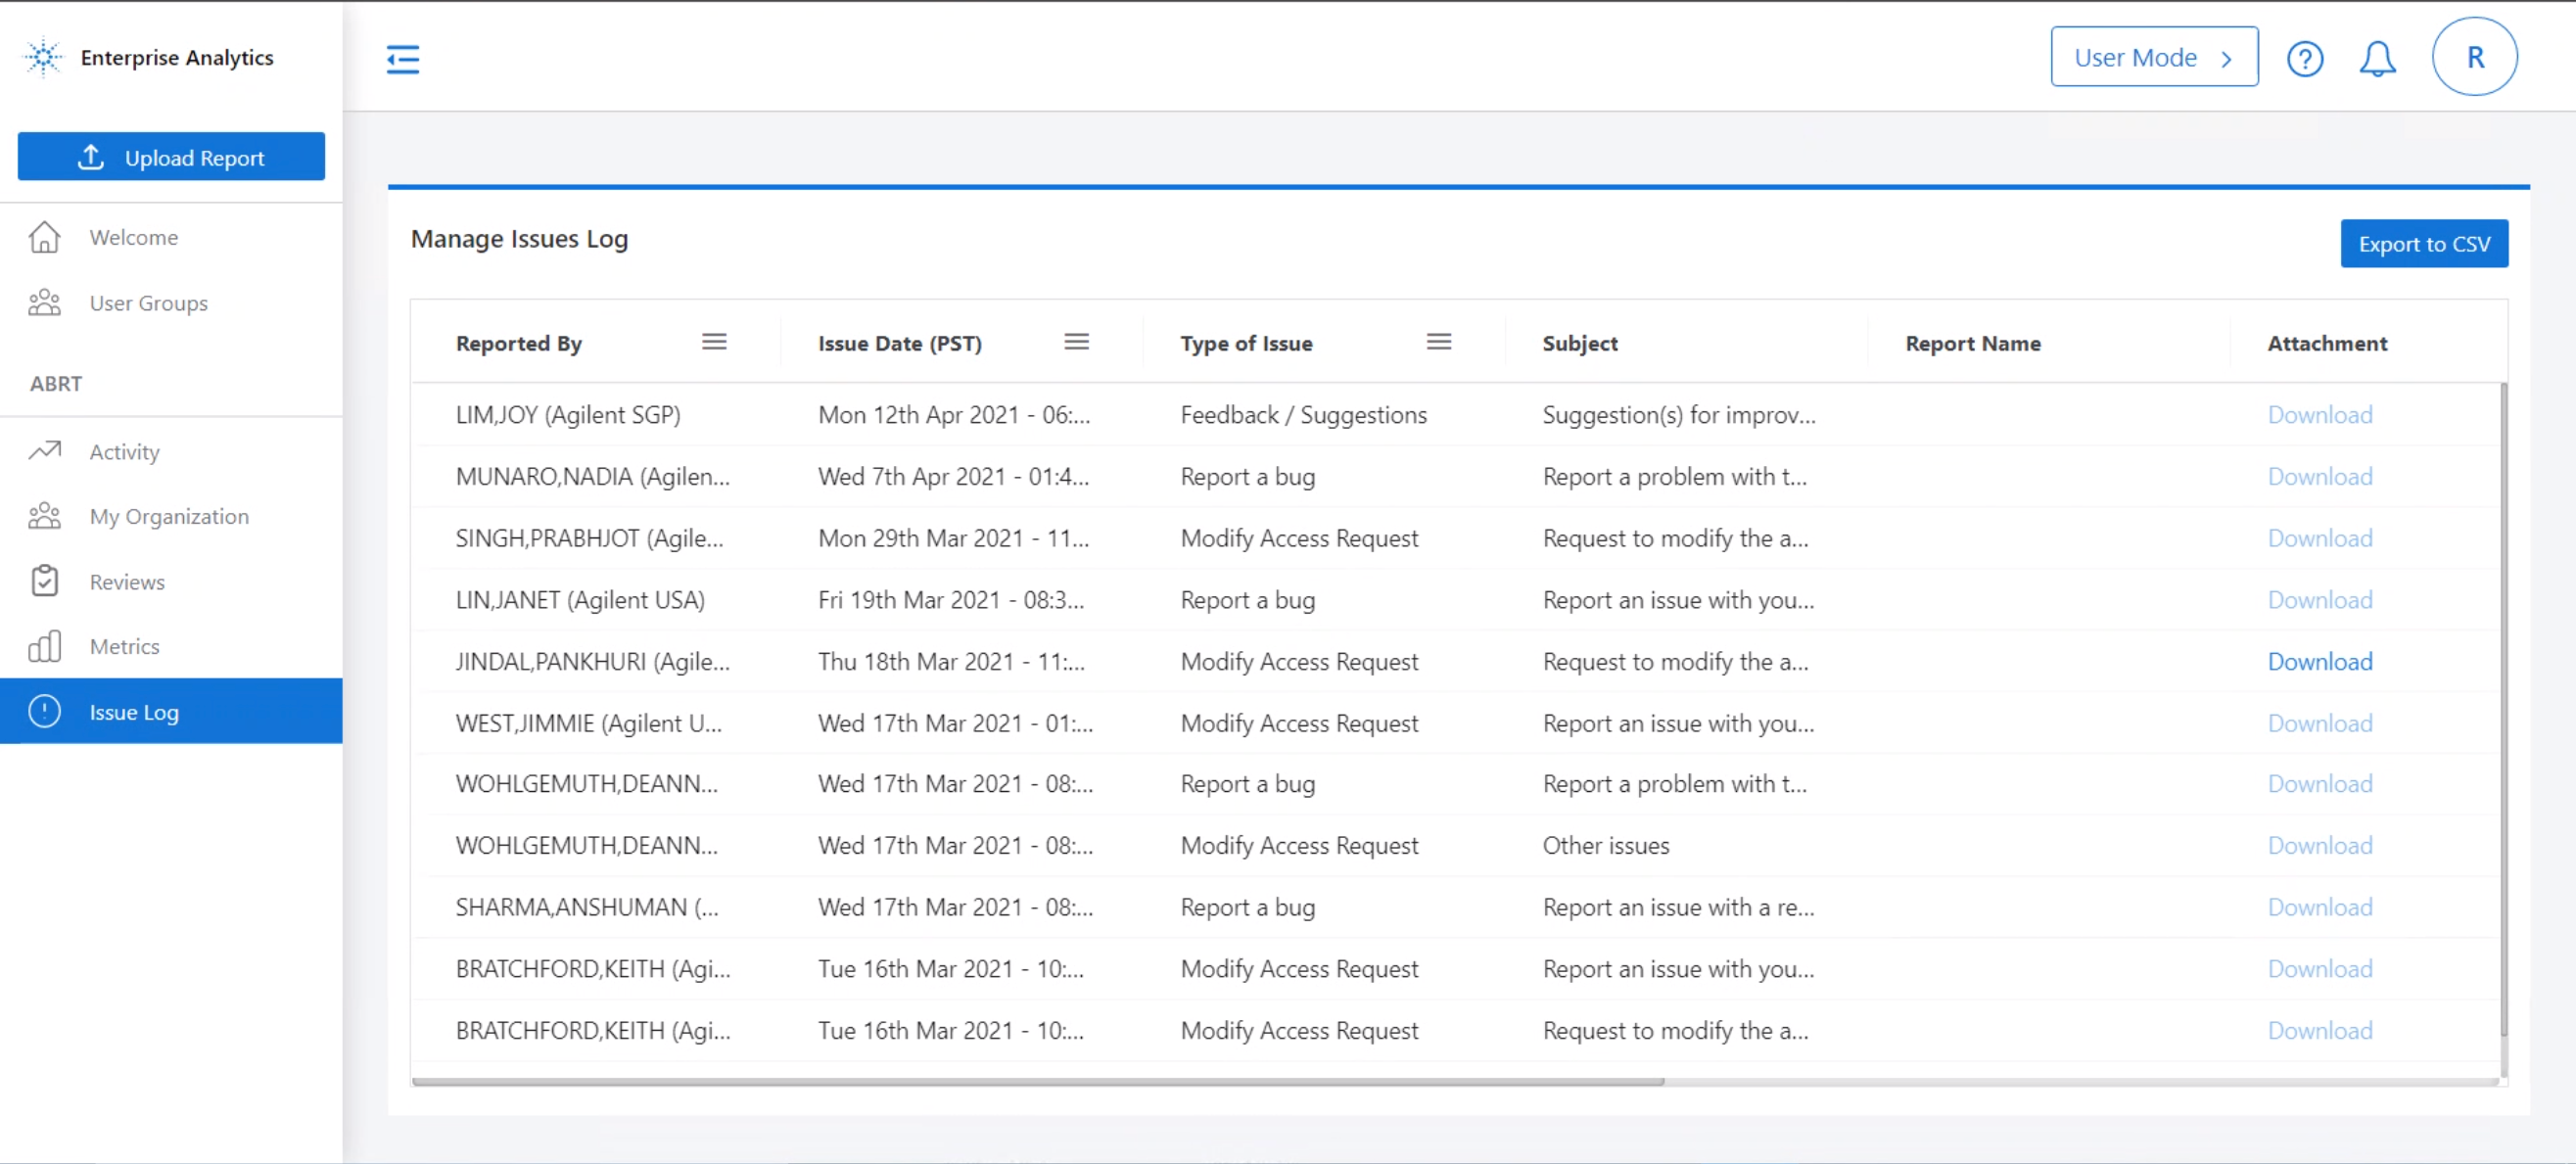 Enterprise Analytics
User Mode
R
Upload Report
Welcome
User Groups
ABRT
Activity
My Organization
Reviews
Metrics
Issue Log
Manage Issues Log
Export to CSV
Reported By Issue Date (PST) Type of Issue Subject Report Name Attachment
LIM,JOY (Agilent SGP) Mon 12th Apr 2021 - 06:... Feedback / Suggestions Suggestion(s) for improv... Download
MUNARO,NADIA (Agilen... Wed 7th Apr 2021 - 01:4... Report a bug Report a problem with t... Download
SINGH,PRABHJOT (Agile... Mon 29th Mar 2021 - 11... Modify Access Request Request to modify the a... Download
LIN,JANET (Agilent USA) Fri 19th Mar 2021 - 08:3... Report a bug Report an issue with you... Download
JINDAL,PANKHURI (Agile... Thu 18th Mar 2021 - 11:... Modify Access Request Request to modify the a... Download
WEST,JIMMIE (Agilent U... Wed 17th Mar 2021 - 01:... Modify Access Request Report an issue with you... Download
WOHLGEMUTH,DEANN... Wed 17th Mar 2021 - 08:... Report a bug Report a problem with t... Download
WOHLGEMUTH,DEANN... Wed 17th Mar 2021 - 08:... Modify Access Request Other issues Download
SHARMA,ANSHUMAN (... Wed 17th Mar 2021 - 08:... Report a bug Report an issue with a re... Download
BRATCHFORD,KEITH (Agi... Tue 16th Mar 2021 - 10:... Modify Access Request Report an issue with you... Download
BRATCHFORD,KEITH (Agi... Tue 16th Mar 2021 - 10:... Modify Access Request Request to modify the a... Download